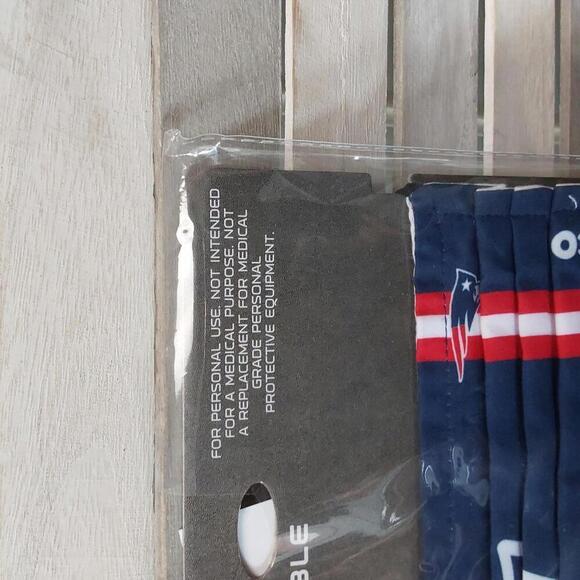 FOR PERSONAL USE. NOT INTENDED
FOR A MEDICAL PURPOSE. NOT
A REPLACEMENT FOR MEDICAL
GRADE PERSONAL
PROTECTIVE EQUIPMENT.
BLE